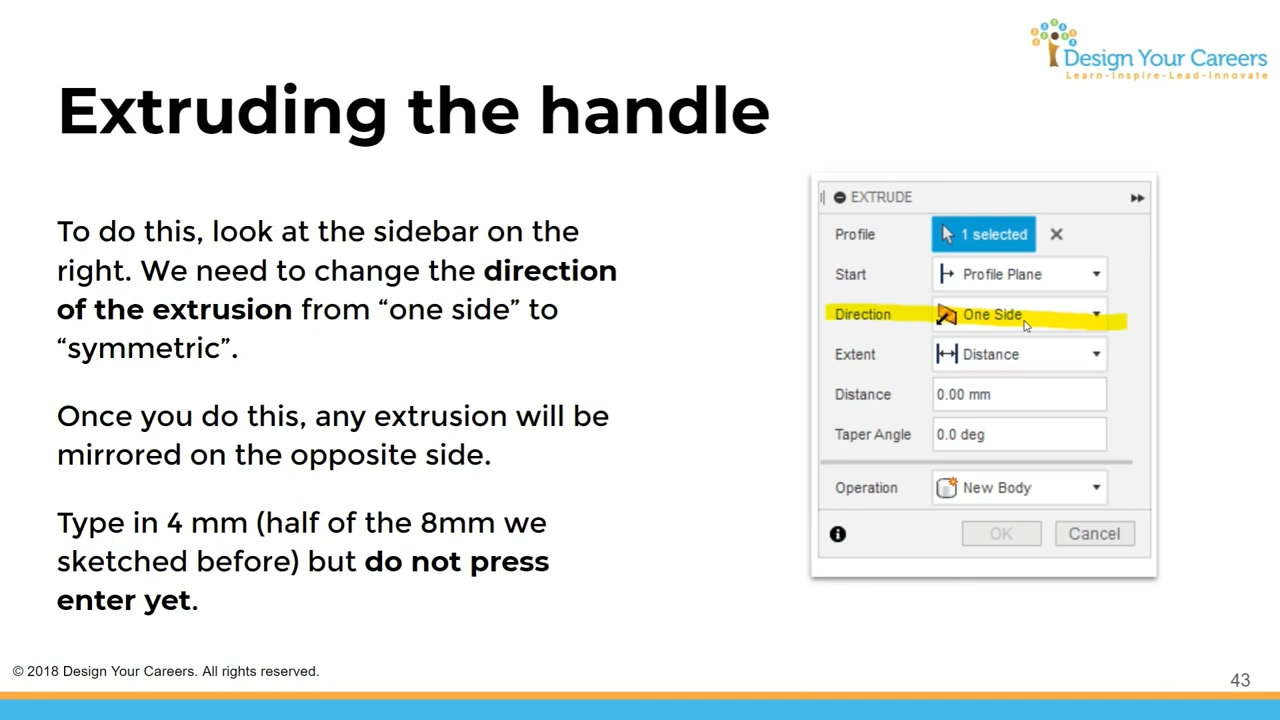 Design Your Careers
Learn-Inspire-Lead-Innovate
Extruding the handle
To do this, look at the sidebar on the
right. We need to change the direction
of the extrusion from “one side” to
“symmetric”.
Once you do this, any extrusion will be
mirrored on the opposite side.
Type in 4 mm (half of the 8mm we
sketched before) but do not press
enter yet.
EXTRUDE
Profile 1 selected
Start Profile Plane
Direction One Side
Extent Distance
Distance 0.00 mm
Taper Angle 0.0 deg
Operation New Body
OK Cancel
© 2018 Design Your Careers. All rights reserved.
43